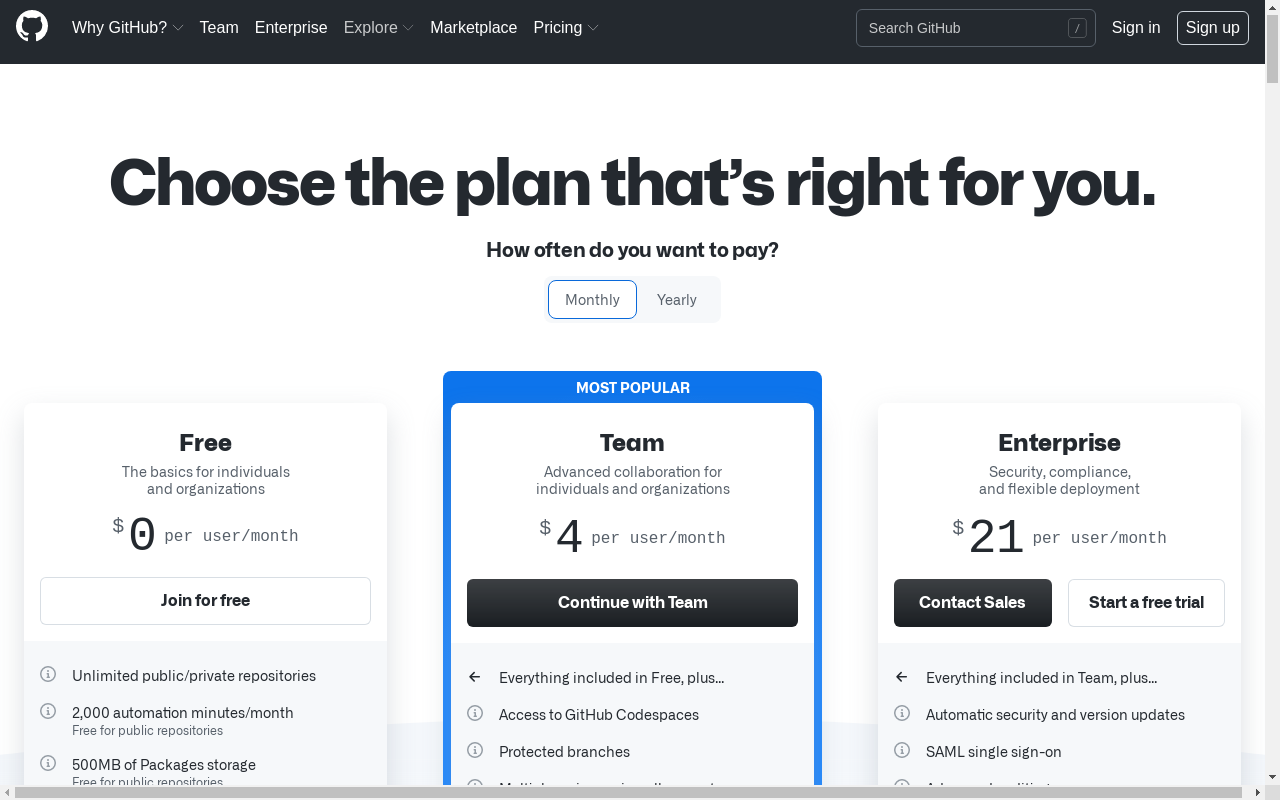 Why GitHub? Team Enterprise Explore Marketplace Pricing Search GitHub / Sign in Sign up
Choose the plan that’s right for you.
How often do you want to pay?
Monthly Yearly
MOST POPULAR
Free
The basics for individuals
and organizations
$0 per user/month
Join for free
Unlimited public/private repositories
2,000 automation minutes/month
Free for public repositories
500MB of Packages storage
Free for public repositories
Team
Advanced collaboration for
individuals and organizations
$4 per user/month
Continue with Team
Everything included in Free, plus...
Access to GitHub Codespaces
Protected branches
Enterprise
Security, compliance,
and flexible deployment
$21 per user/month
Contact Sales Start a free trial
Everything included in Team, plus...
Automatic security and version updates
SAML single sign-on